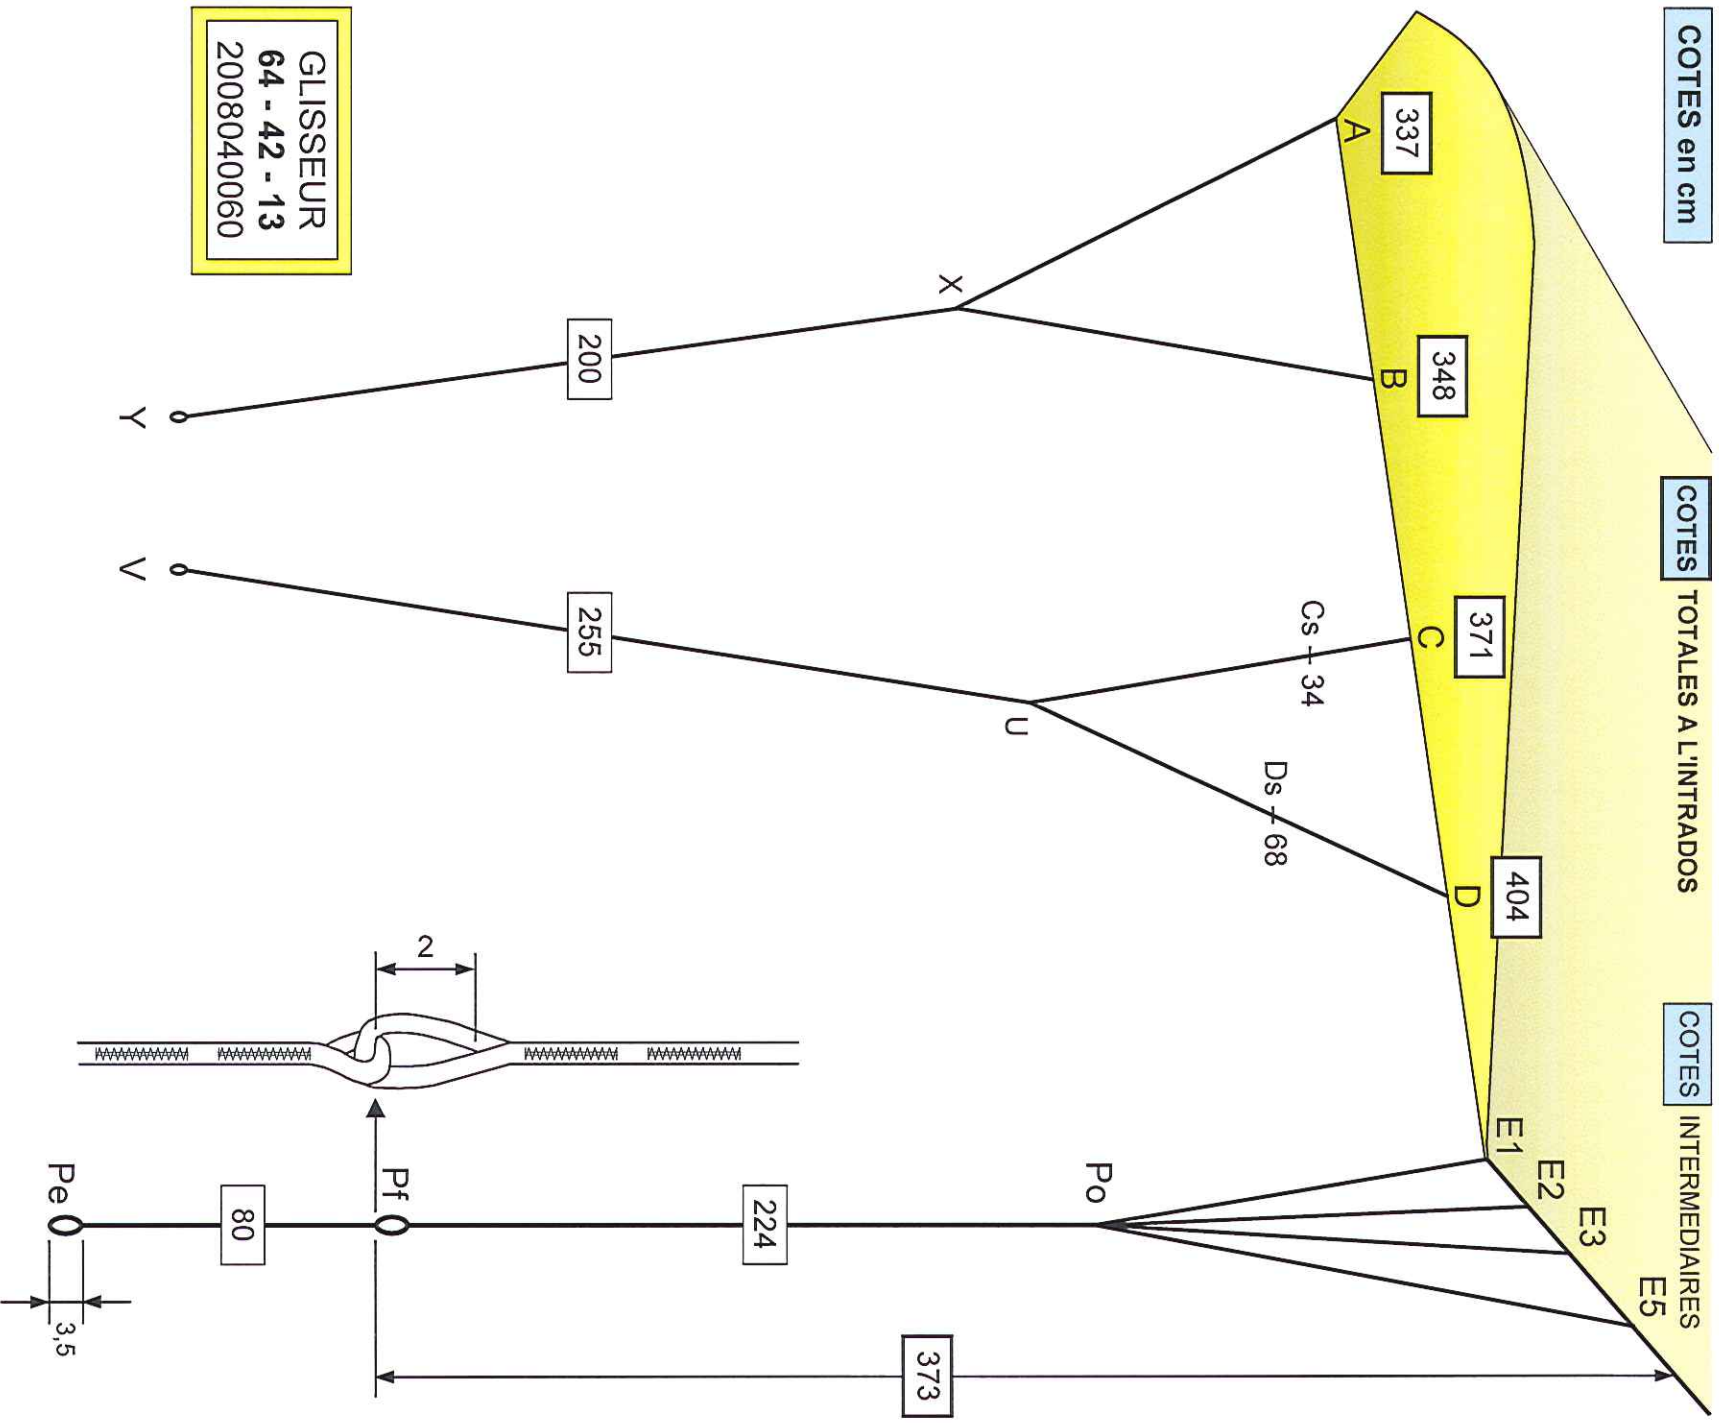 COTES en cm
COTES TOTALES A L'INTRADOS
COTES INTERMEDIAIRES
337
348
371
404
A
B
C
D
E1
E2
E3
E5
Cs 34
Ds 68
X
U
Po
200
255
224
373
Y
V
2
Pf
80
Pe
3,5
GLISSEUR
64 - 42 - 13
2008040060